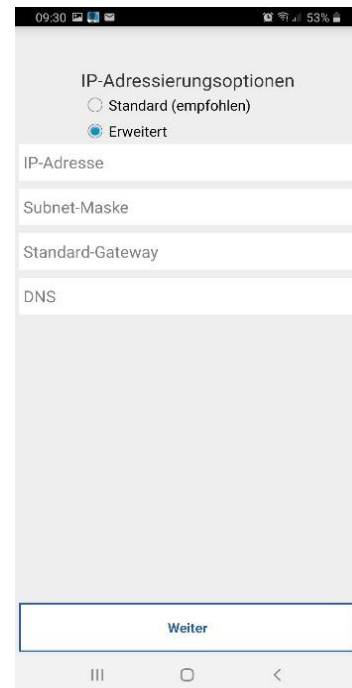 09:30 53%
IP-Adressierungsoptionen
Standard (empfohlen)
Erweitert
IP-Adresse
Subnet-Maske
Standard-Gateway
DNS
Weiter